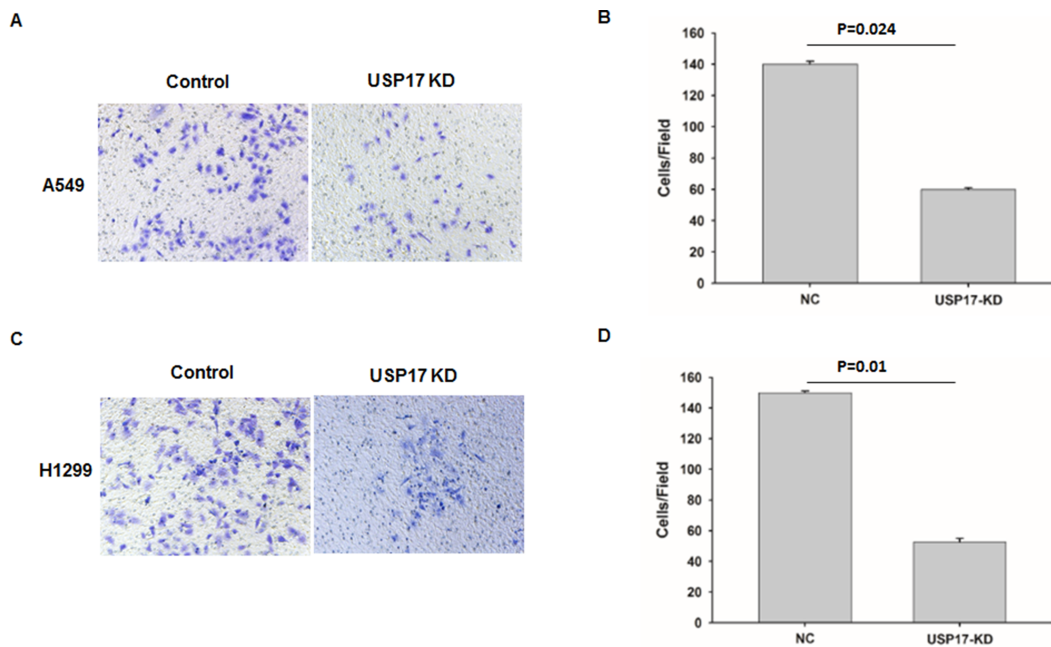 A
Control
USP17 KD
A549
B
P=0.024
160
140
120
100
80
60
40
20
0
Cells/Field
NC
USP17-KD
C
Control
USP17 KD
H1299
D
P=0.01
160
140
120
100
80
60
40
20
0
Cells/Field
NC
USP17-KD